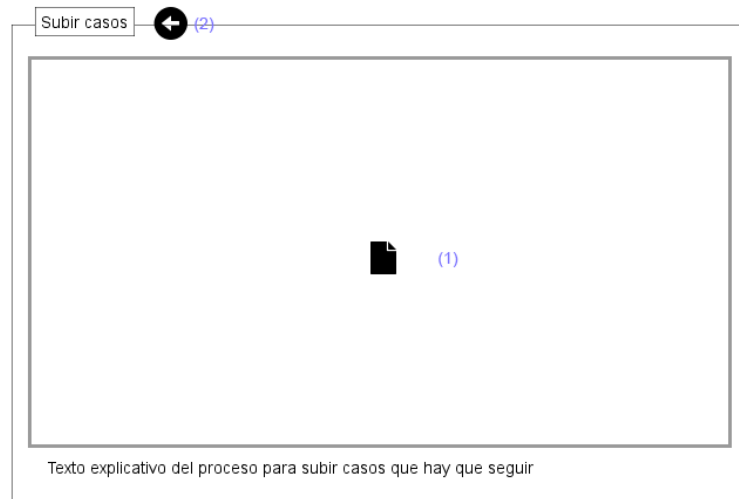 Subir casos
(2)
(1)
Texto explicativo del proceso para subir casos que hay que seguir